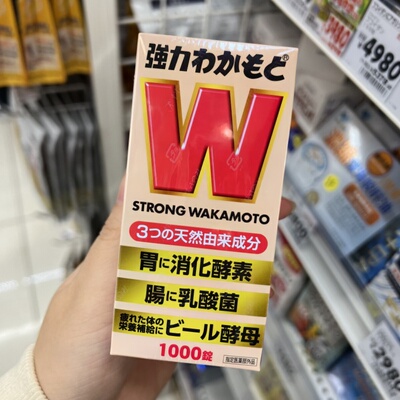 強力わかもと®
W
STRONG WAKAMOTO
3つの天然由来成分
胃に消化酵素
腸に乳酸菌
疲れた体の
栄養補給に ビール酵母
1000錠
指定医薬部外品
4980
2980